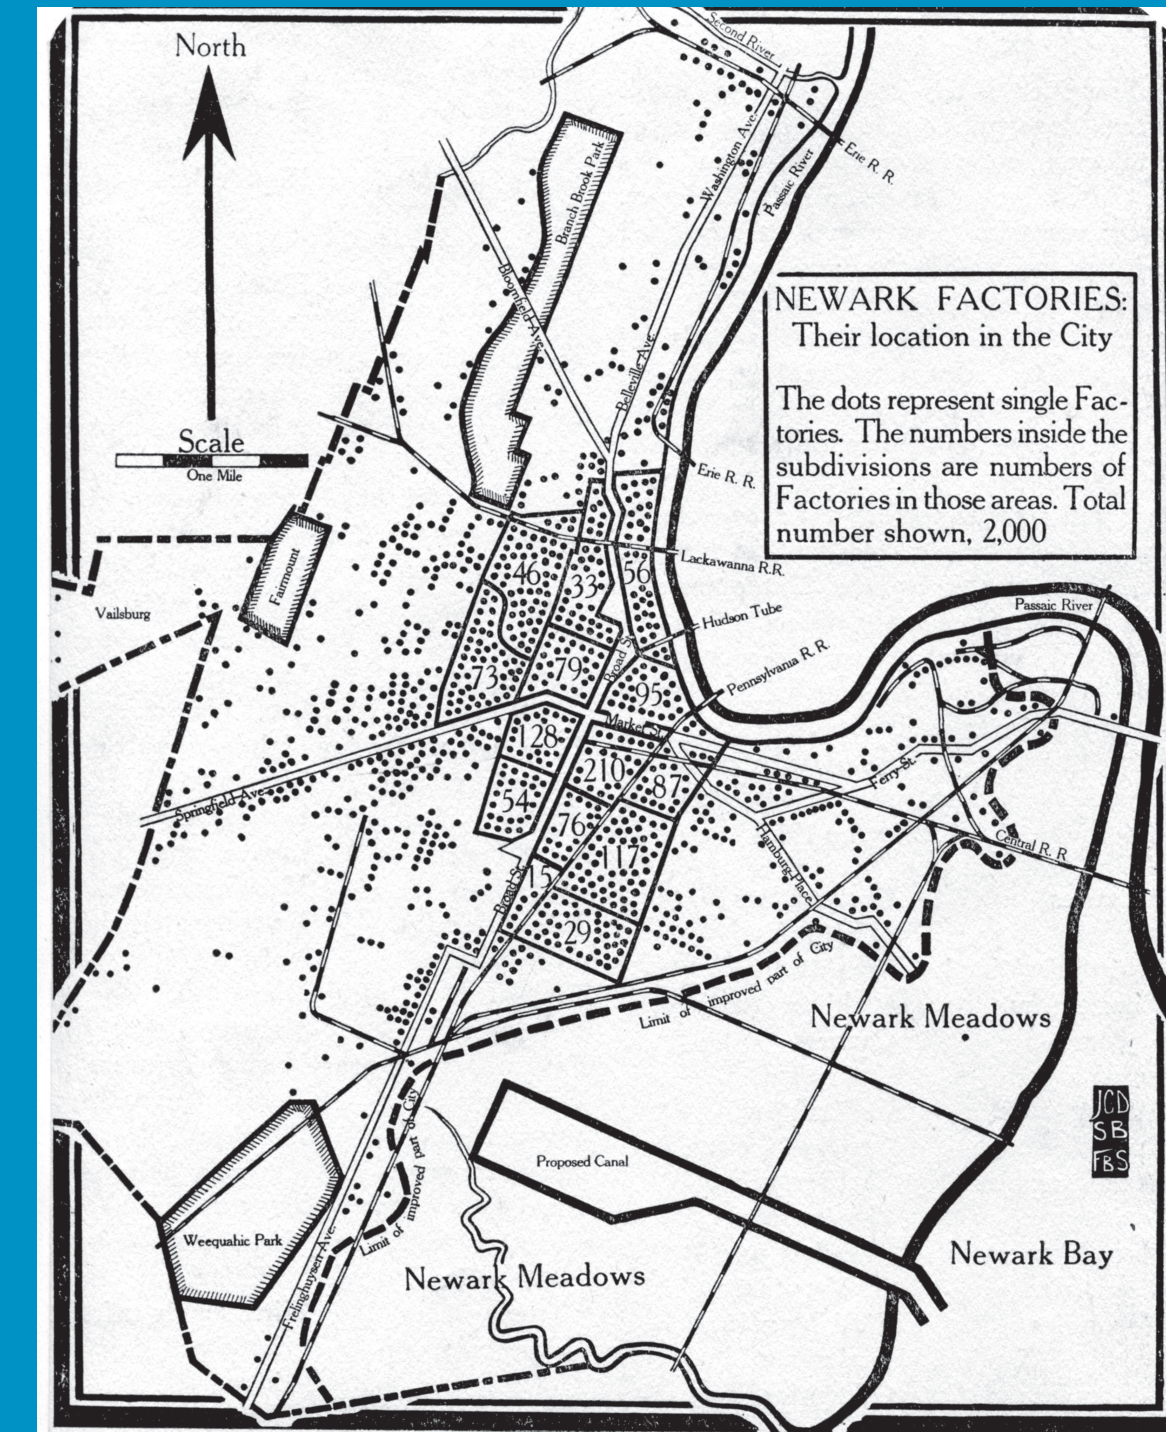 North
Scale
One Mile
Second River
Washington Ave.
Erie R. R.
Passaic River
Branch Brook Park
Bloomfield Ave.
Belleville Ave.
NEWARK FACTORIES:
Their location in the City
The dots represent single Fac-
tories. The numbers inside the
subdivisions are numbers of
Factories in those areas. Total
number shown, 2,000
Erie R. R.
Lackawanna R.R.
Fairmount
Vailsburg
46
33
56
Hudson Tube
Passaic River
Broad St.
73
79
95
Pennsylvania R. R.
Market St.
128
210
87
Ferry St.
Springfield Ave.
54
76
117
Hamburg Place
Central R. R.
15
Broad St.
29
Limit of improved part of City
Newark Meadows
JCD
SB
FBS
Limit of improved part of City
Proposed Canal
Weequahic Park
Frelinghuysen Ave.
Newark Meadows
Newark Bay